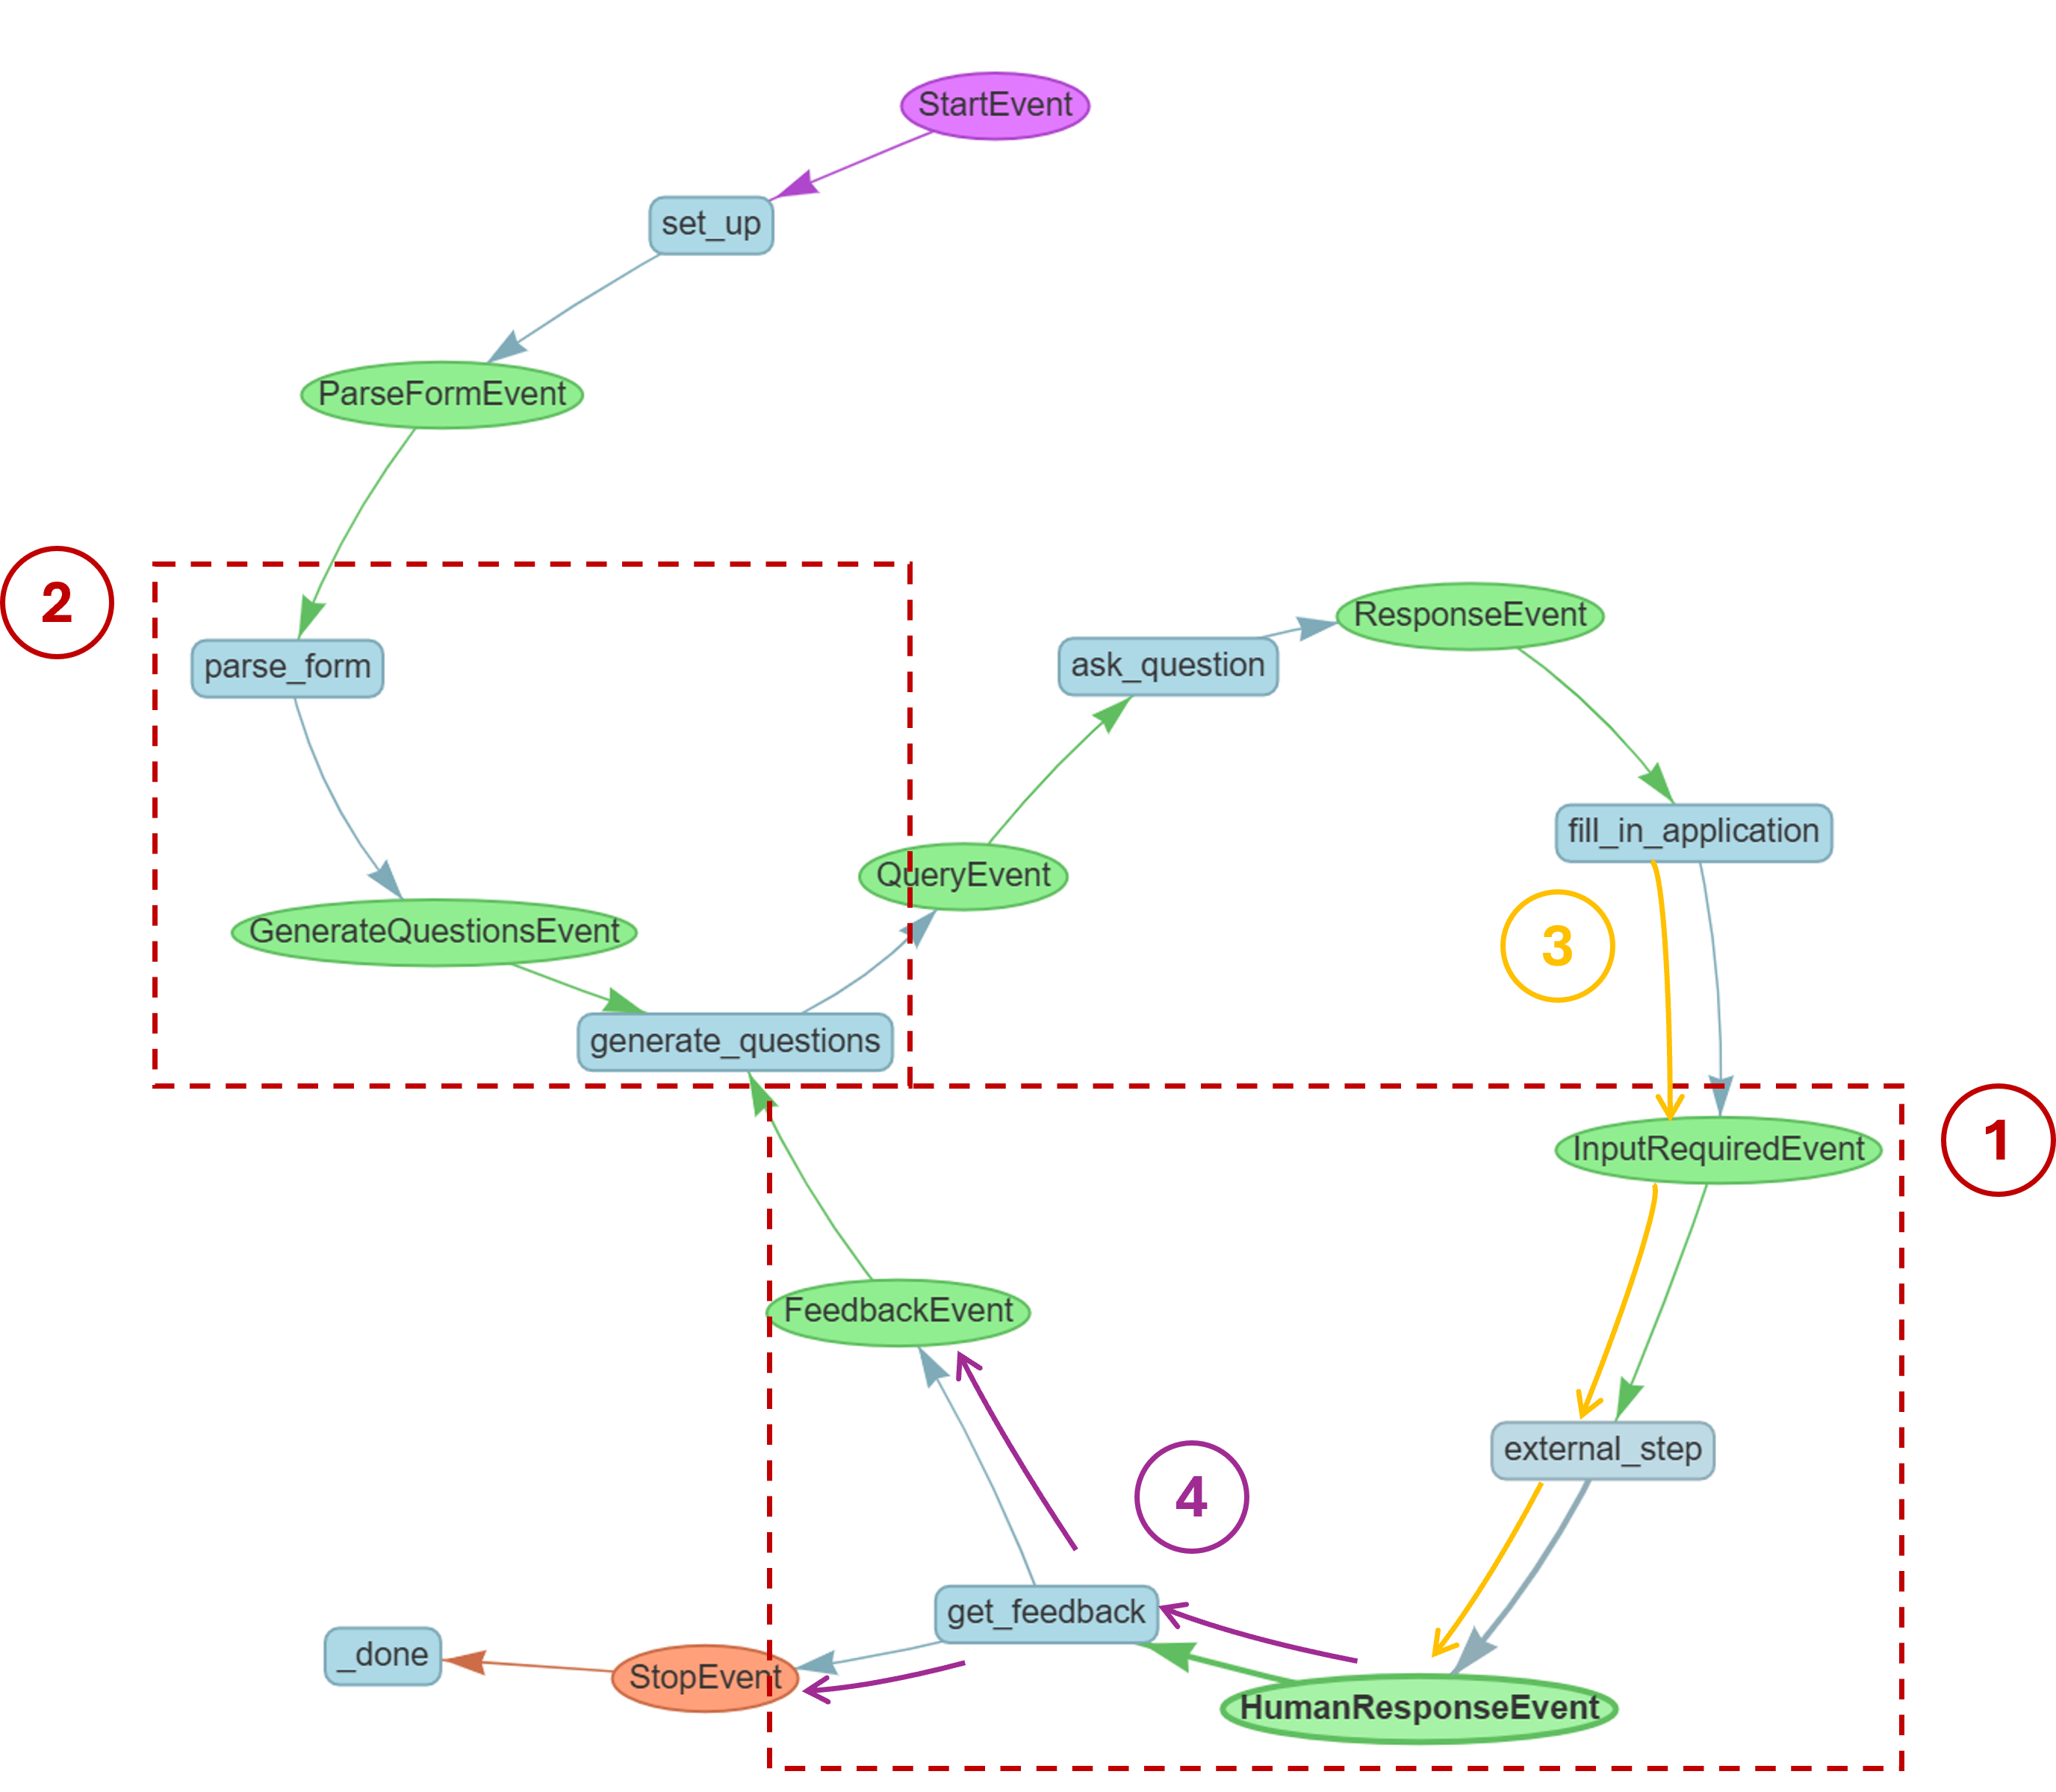 StartEvent
set_up
ParseFormEvent
2
ResponseEvent
ask_question
parse_form
fill_in_application
QueryEvent
GenerateQuestionsEvent
3
generate_questions
1
InputRequiredEvent
FeedbackEvent
external_step
4
get_feedback
_done
StopEvent
HumanResponseEvent